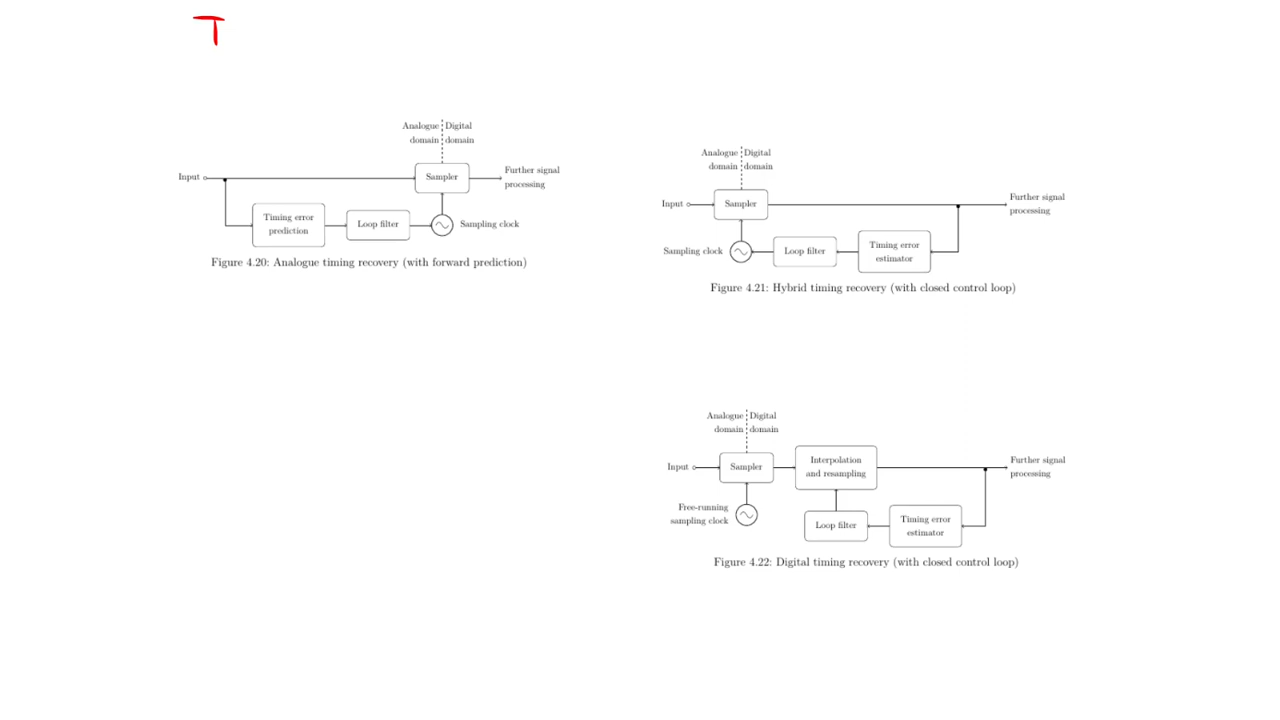 T
Analogue Digital
domain domain
Input
Sampler
Further signal
processing
Timing error
prediction
Loop filter
Sampling clock
Figure 4.20: Analogue timing recovery (with forward prediction)
Analogue Digital
domain domain
Input
Sampler
Further signal
processing
Sampling clock
Loop filter
Timing error
estimator
Figure 4.21: Hybrid timing recovery (with closed control loop)
Analogue Digital
domain domain
Input
Sampler
Interpolation
and resampling
Further signal
processing
Free-running
sampling clock
Loop filter
Timing error
estimator
Figure 4.22: Digital timing recovery (with closed control loop)